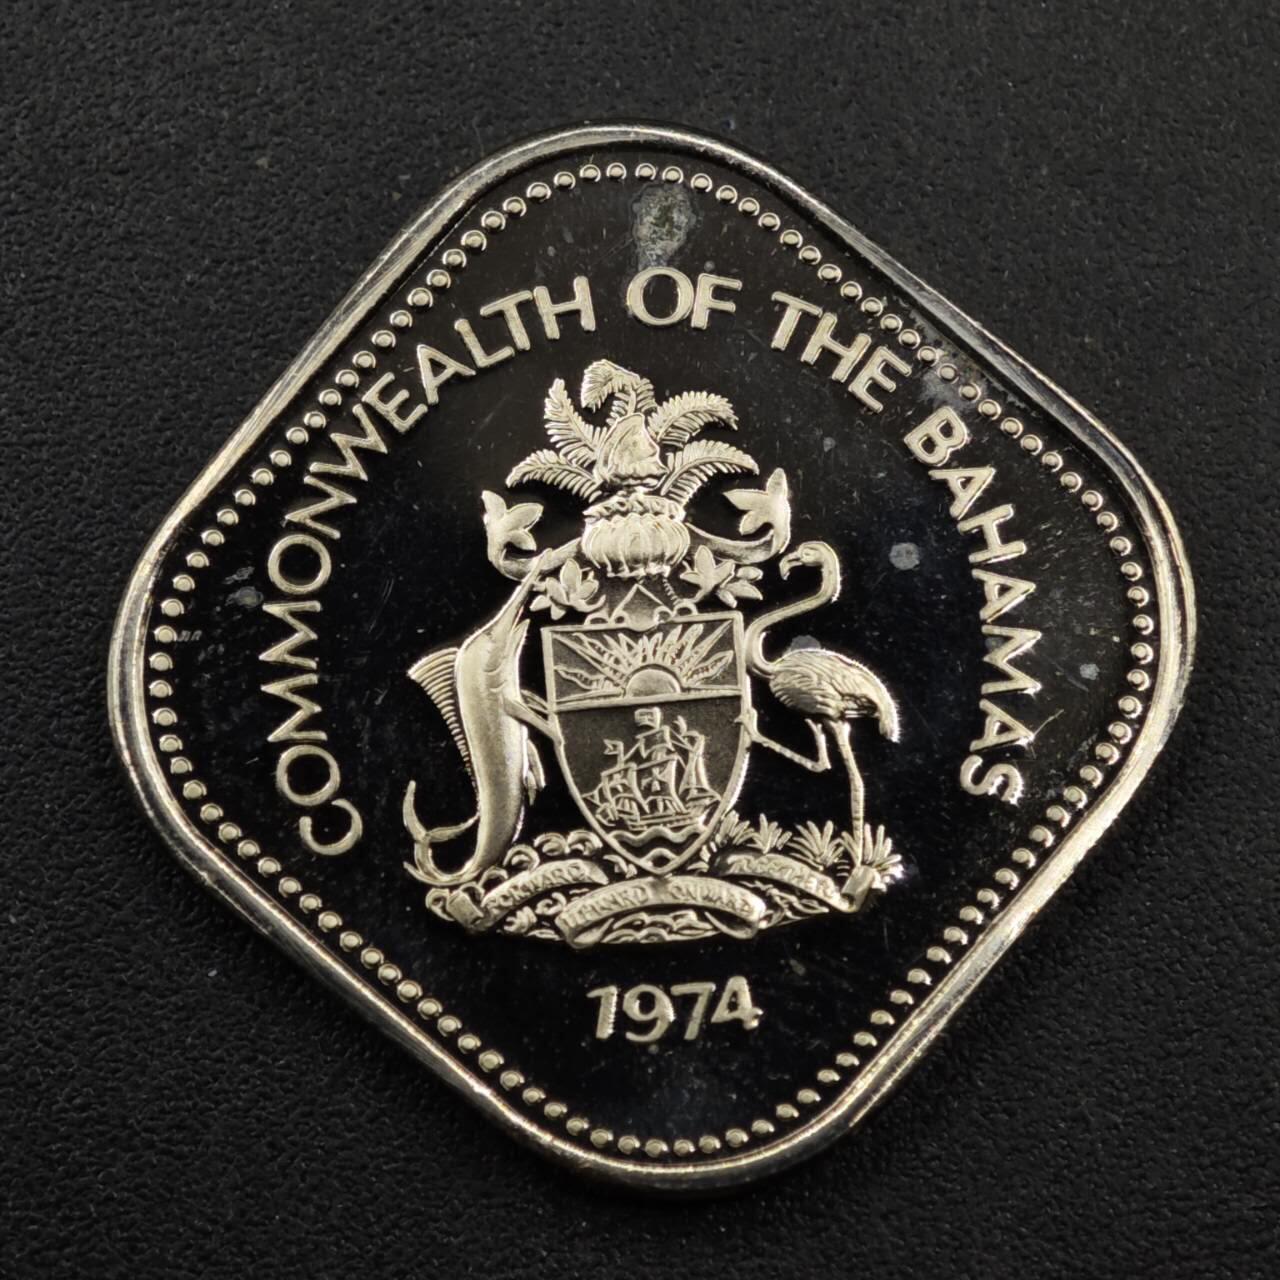 COMMONWEALTH OF THE BAHAMAS
FORWARD UPWARD ONWARD TOGETHER
1974